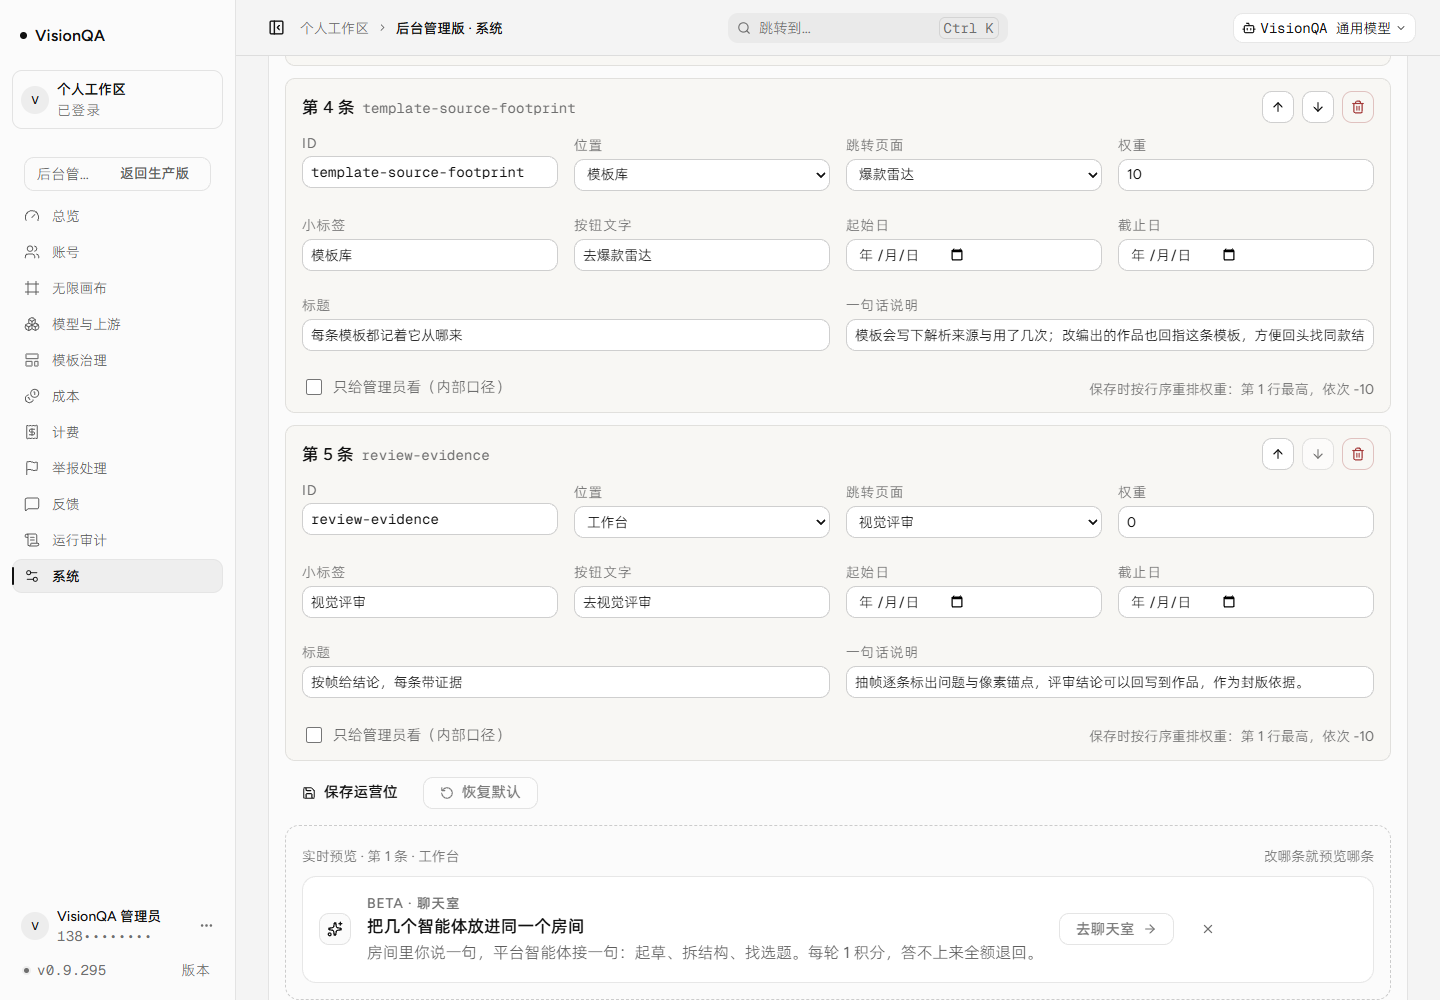 VisionQA
V
个人工作区
已登录
后台管…
返回生产版
总览
账号
无限画布
模型与上游
模板治理
成本
计费
举报处理
反馈
运行审计
系统
V
VisionQA 管理员
138••••••••
v0.9.295
版本
个人工作区
后台管理版 · 系统
跳转到…
Ctrl K
VisionQA 通用模型
第 4 条 template-source-footprint
ID
位置
跳转页面
权重
template-source-footprint
模板库
爆款雷达
10
小标签
按钮文字
起始日
截止日
模板库
去爆款雷达
年 /月/日
年 /月/日
标题
一句话说明
每条模板都记着它从哪来
模板会写下解析来源与用了几次；改编出的作品也回指这条模板，方便回头找同款结
只给管理员看（内部口径）
保存时按行序重排权重：第 1 行最高，依次 -10
第 5 条 review-evidence
ID
位置
跳转页面
权重
review-evidence
工作台
视觉评审
0
小标签
按钮文字
起始日
截止日
视觉评审
去视觉评审
年 /月/日
年 /月/日
标题
一句话说明
按帧给结论，每条带证据
抽帧逐条标出问题与像素锚点，评审结论可以回写到作品，作为封版依据。
只给管理员看（内部口径）
保存时按行序重排权重：第 1 行最高，依次 -10
保存运营位
恢复默认
实时预览 · 第 1 条 · 工作台
改哪条就预览哪条
BETA · 聊天室
把几个智能体放进同一个房间
房间里你说一句，平台智能体接一句：起草、拆结构、找选题。每轮 1 积分，答不上来全额退回。
去聊天室